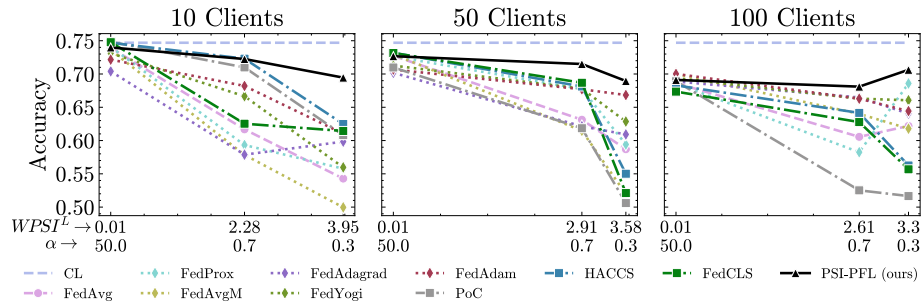 10 Clients 50 Clients 100 Clients
Accuracy
0.75
0.70
0.65
0.60
0.55
0.50
WPSI^L → 0.01 2.28 3.95 0.01 2.91 3.58 0.01 2.61 3.3
α → 50.0 0.7 0.3 50.0 0.7 0.3 50.0 0.7 0.3
CL FedProx FedAdagrad FedAdam HACCS FedCLS PSI-PFL (ours)
FedAvg FedAvgM FedYogi PoC